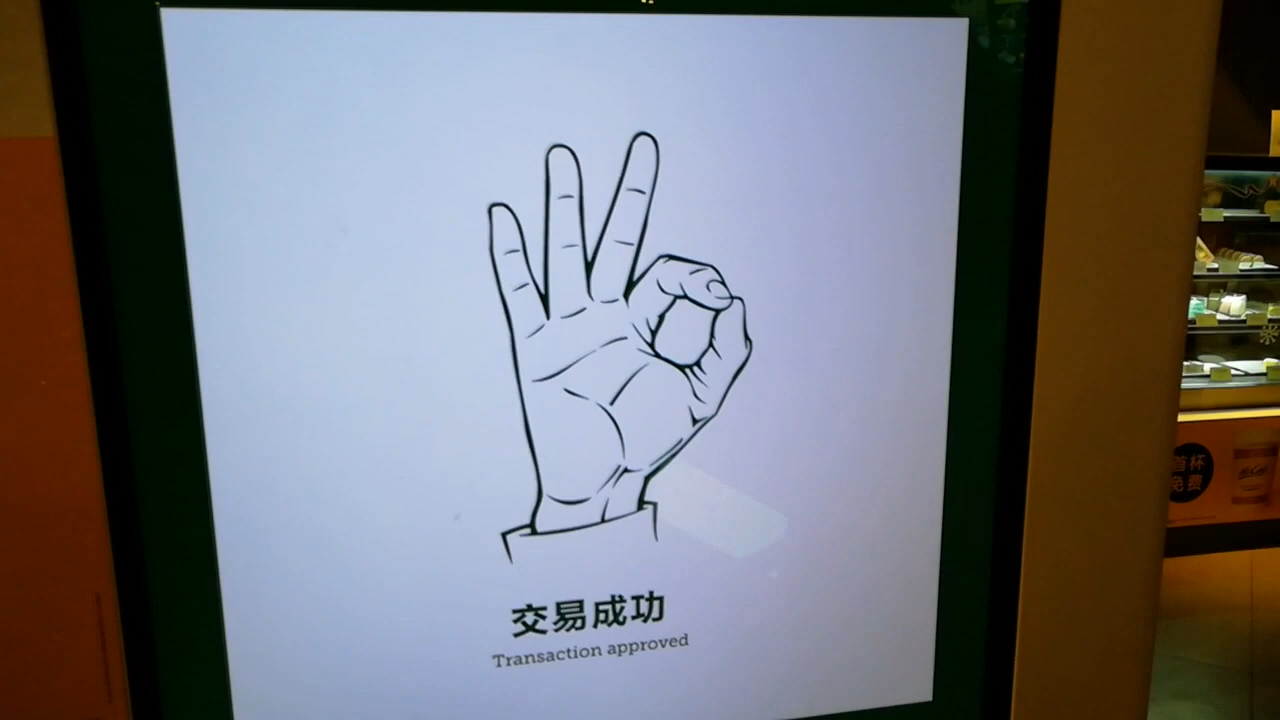 交易成功
Transaction approved
首杯
免费
McCafé